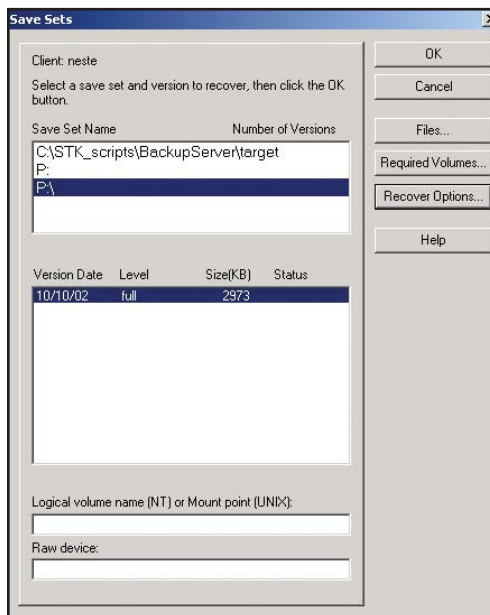 Save Sets
Client: neste
Select a save set and version to recover, then click the OK
button.
Save Set Name Number of Versions
C:\STK_scripts\BackupServer\target
P:
P:\
Version Date Level Size(KB) Status
10/10/02 full 2973
Logical volume name (NT) or Mount point (UNIX):
Raw device:
OK
Cancel
Files...
Required Volumes...
Recover Options...
Help